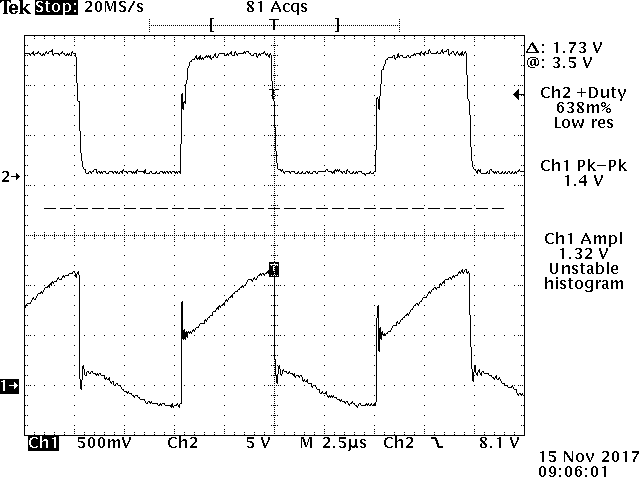 Tek Stop: 20MS/s 81 Acqs
[ T ]
Δ: 1.73 V
@: 3.5 V
Ch2 +Duty
638m%
Low res
T
Ch1 Pk-Pk
1.4 V
2→
Ch1 Ampl
1.32 V
Unstable
histogram
T
1→
Ch1 500mV Ch2 5 V M 2.5µs Ch2 8.1 V
15 Nov 2017
09:06:01